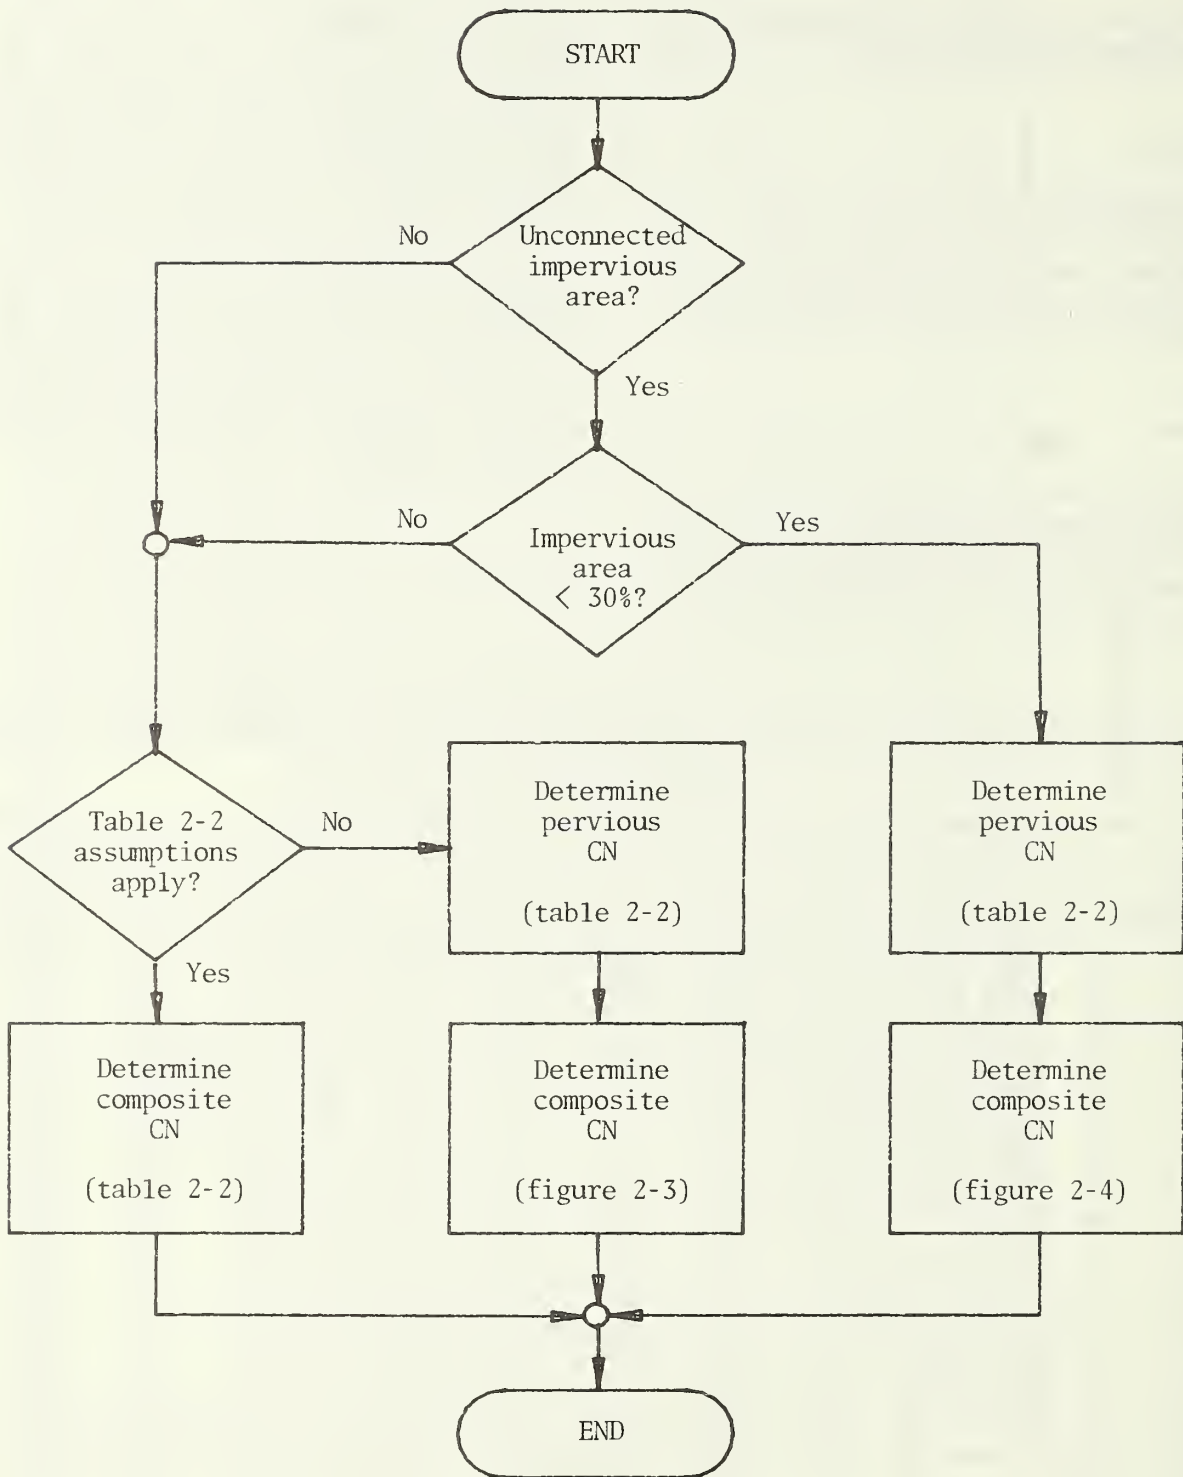 START
No
Unconnected
impervious
area?
Yes
No
Impervious
area
< 30%?
Yes
Table 2-2
assumptions
apply?
No
Yes
Determine
pervious
CN
(table 2-2)
Determine
pervious
CN
(table 2-2)
Determine
composite
CN
(table 2-2)
Determine
composite
CN
(figure 2-3)
Determine
composite
CN
(figure 2-4)
END